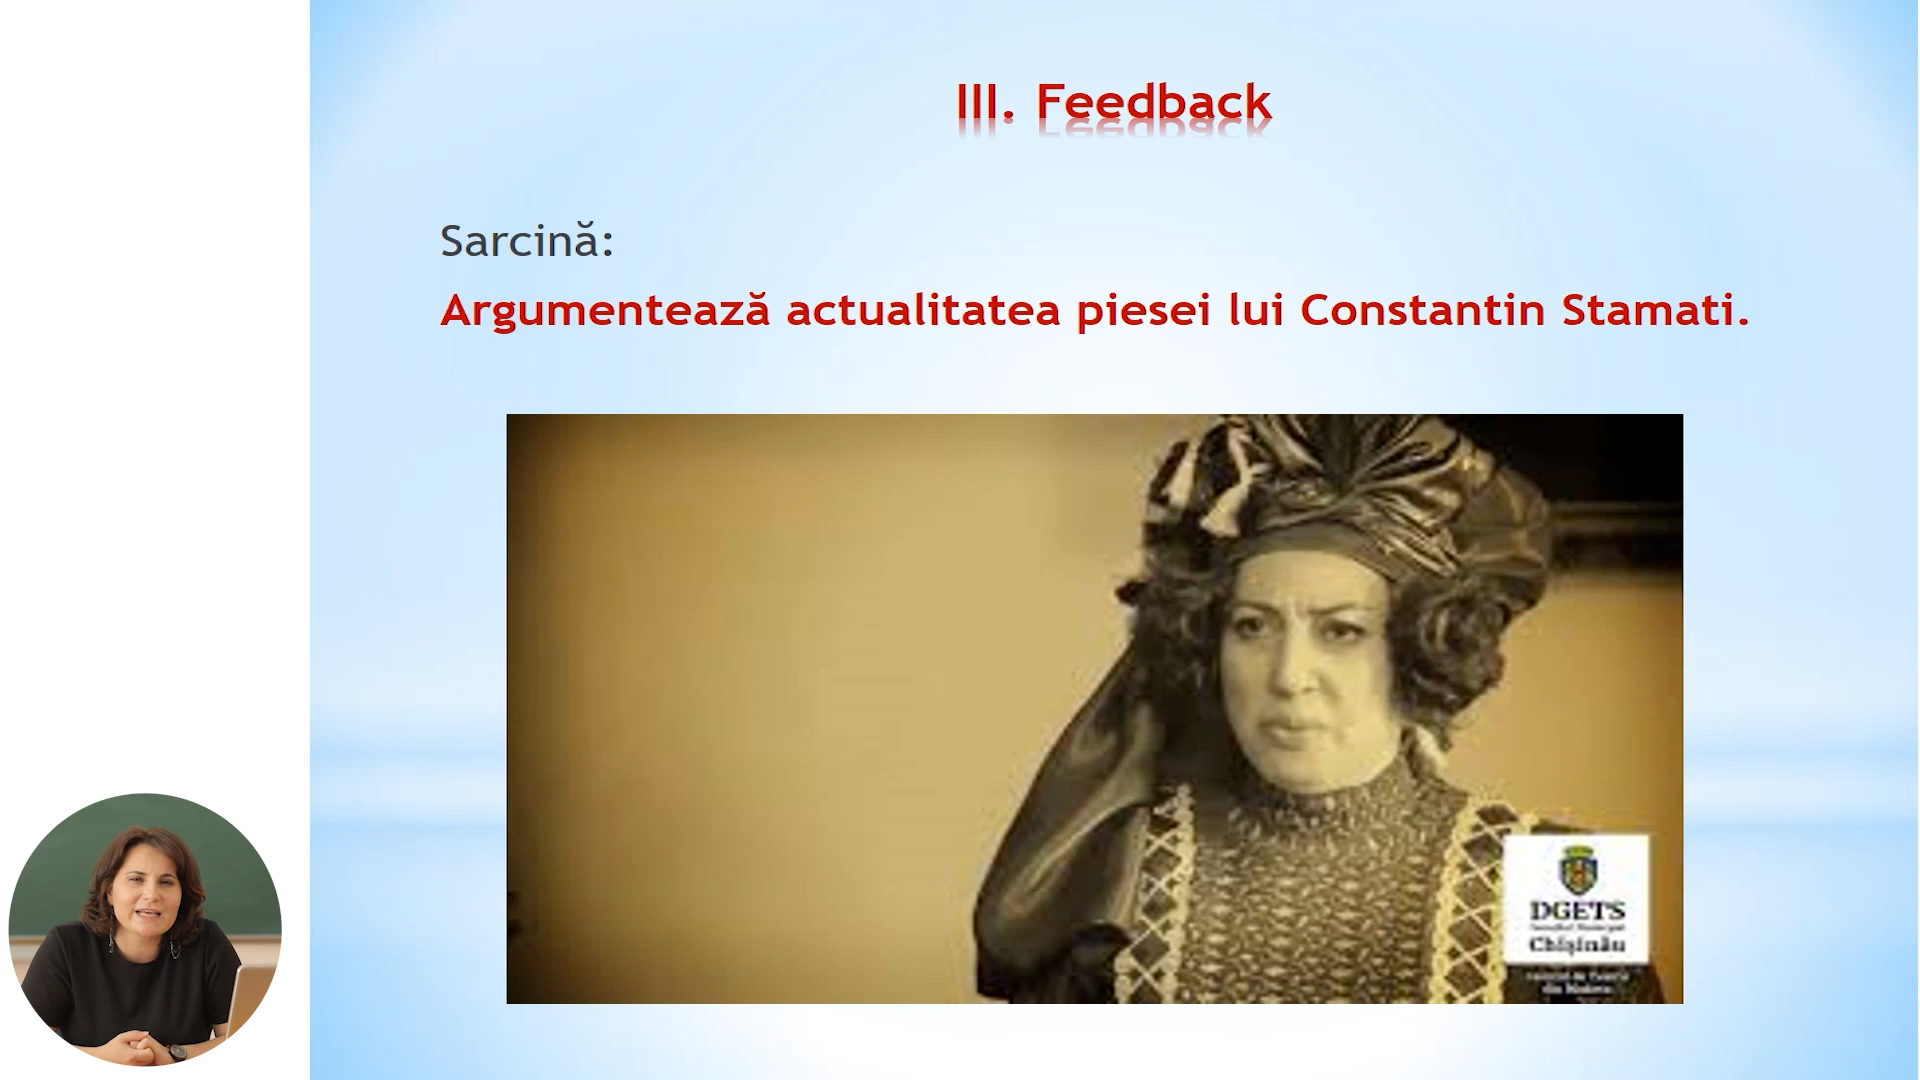 III. Feedback
Sarcină:
Argumentează actualitatea piesei lui Constantin Stamati.
DGETS
Chișinău